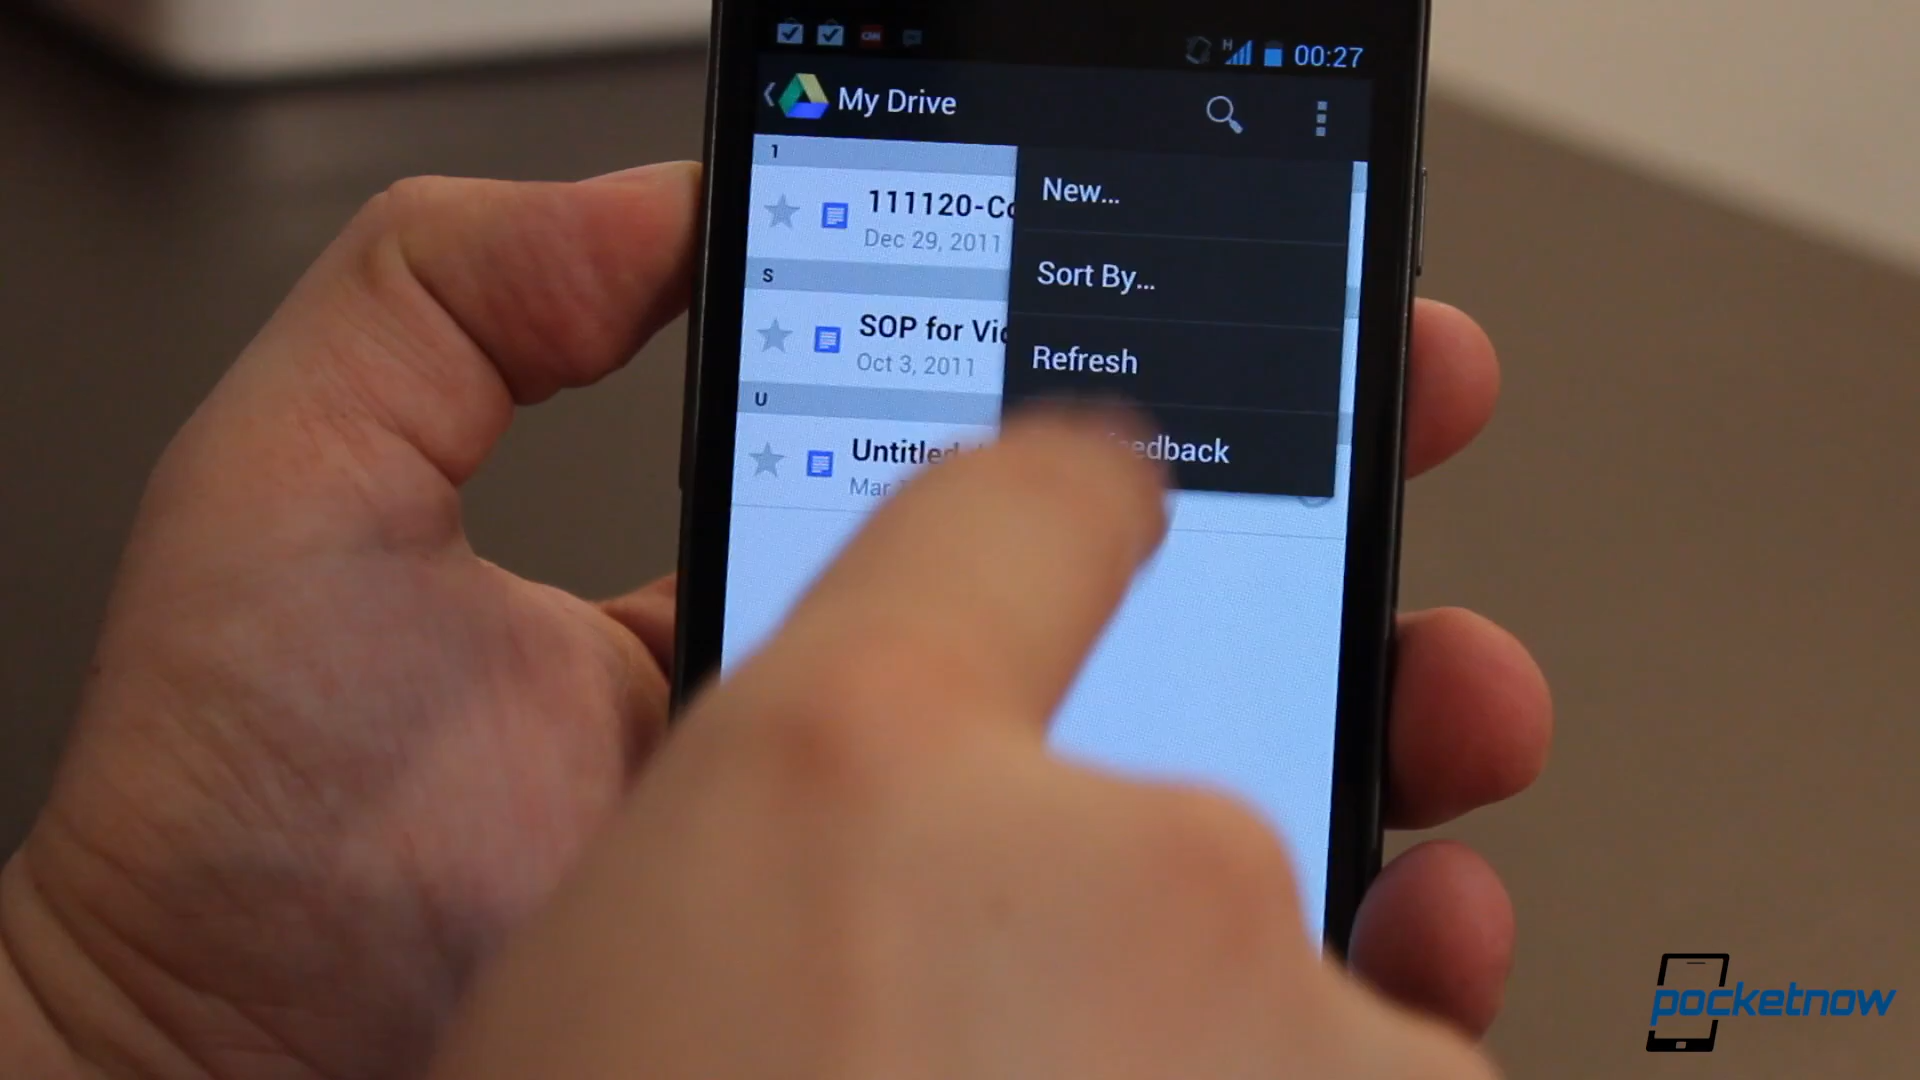 CNN
H 00:27
My Drive
1
111120-Co
Dec 29, 2011
S
SOP for Vid
Oct 3, 2011
U
Untitled
Mar
New...
Sort By...
Refresh
feedback
pocketnow